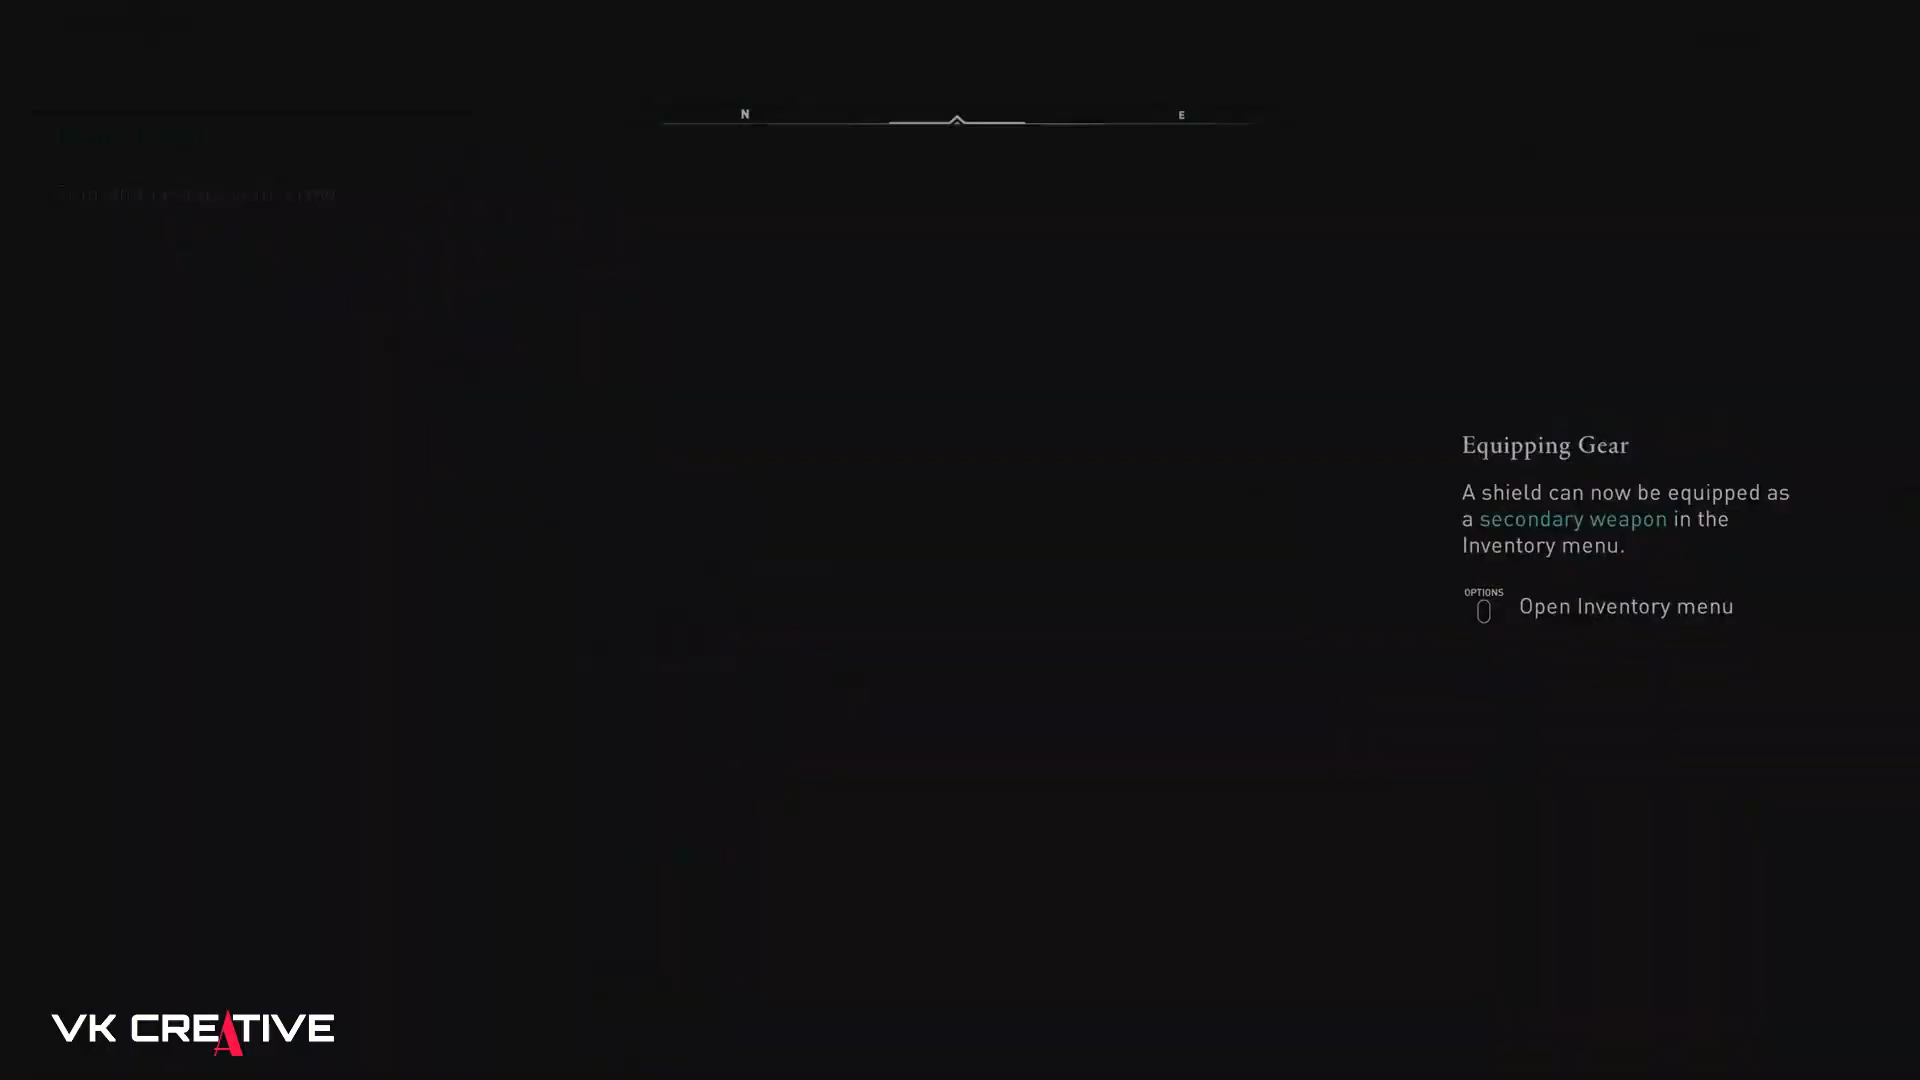 N
E
Equipping Gear
A shield can now be equipped as
a secondary weapon in the
Inventory menu.
OPTIONS
Open Inventory menu
VK CREATIVE